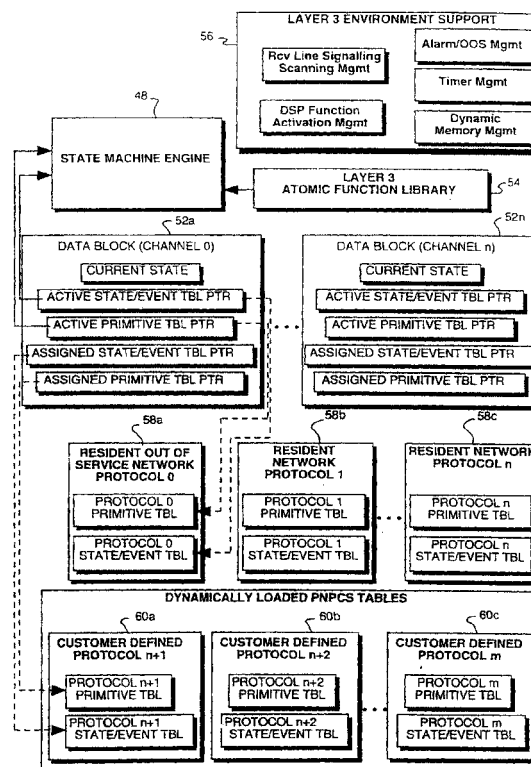 LAYER 3 ENVIRONMENT SUPPORT
56
Rcv Line Signalling
Scanning Mgmt
Alarm/OOS Mgmt
Timer Mgmt
DSP Function
Activation Mgmt
Dynamic
Memory Mgmt
48
STATE MACHINE ENGINE
LAYER 3
ATOMIC FUNCTION LIBRARY
54
52a
DATA BLOCK (CHANNEL 0)
CURRENT STATE
ACTIVE STATE/EVENT TBL PTR
ACTIVE PRIMITIVE TBL PTR
ASSIGNED STATE/EVENT TBL PTR
ASSIGNED PRIMITIVE TBL PTR
52n
DATA BLOCK (CHANNEL n)
CURRENT STATE
ACTIVE STATE/EVENT TBL PTR
ACTIVE PRIMITIVE TBL PTR
ASSIGNED STATE/EVENT TBL PTR
ASSIGNED PRIMITIVE TBL PTR
58a
RESIDENT OUT OF
SERVICE NETWORK
PROTOCOL 0
PROTOCOL 0
PRIMITIVE TBL
PROTOCOL 0
STATE/EVENT TBL
58b
RESIDENT
NETWORK
PROTOCOL 1
PROTOCOL 1
PRIMITIVE TBL
PROTOCOL 1
STATE/EVENT TBL
58c
RESIDENT NETWORK
PROTOCOL n
PROTOCOL n
PRIMITIVE TBL
PROTOCOL n
STATE/EVENT TBL
DYNAMICALLY LOADED PNPCS TABLES
60a
CUSTOMER DEFINED
PROTOCOL n+1
PROTOCOL n+1
PRIMITIVE TBL
PROTOCOL n+1
STATE/EVENT TBL
60b
CUSTOMER DEFINED
PROTOCOL n+2
PROTOCOL n+2
PRIMITIVE TBL
PROTOCOL n+2
STATE/EVENT TBL
60c
CUSTOMER DEFINED
PROTOCOL m
PROTOCOL m
PRIMITIVE TBL
PROTOCOL m
STATE/EVENT TBL